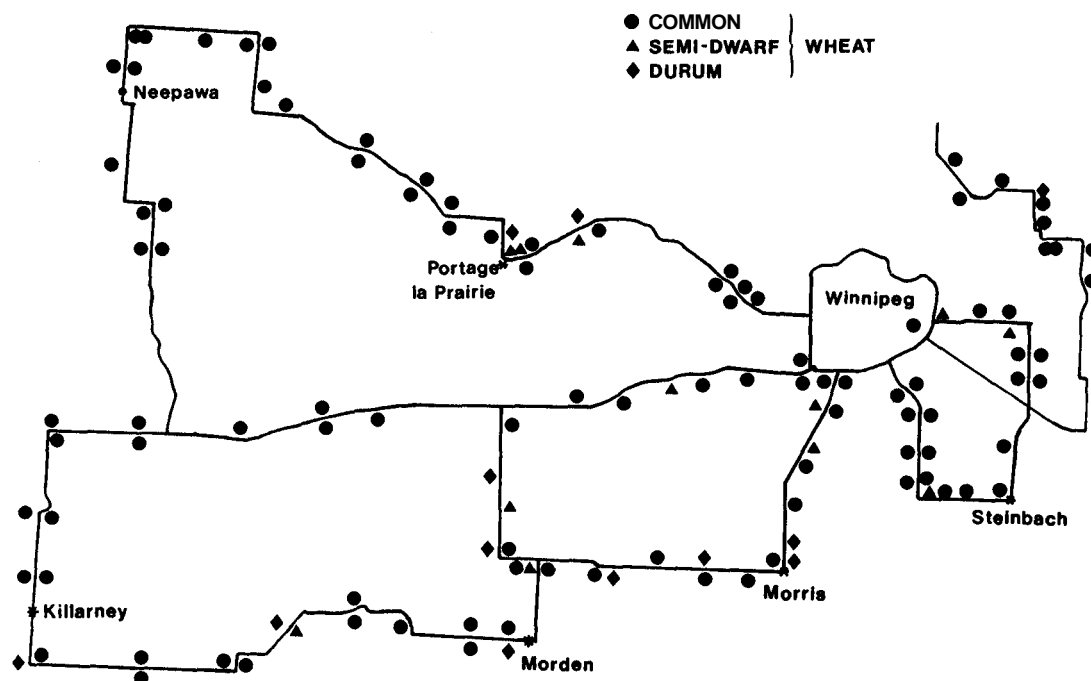 COMMON
SEMI-DWARF
WHEAT
DURUM
Neepawa
Portage
la Prairie
Winnipeg
Steinbach
Morris
Killarney
Morden